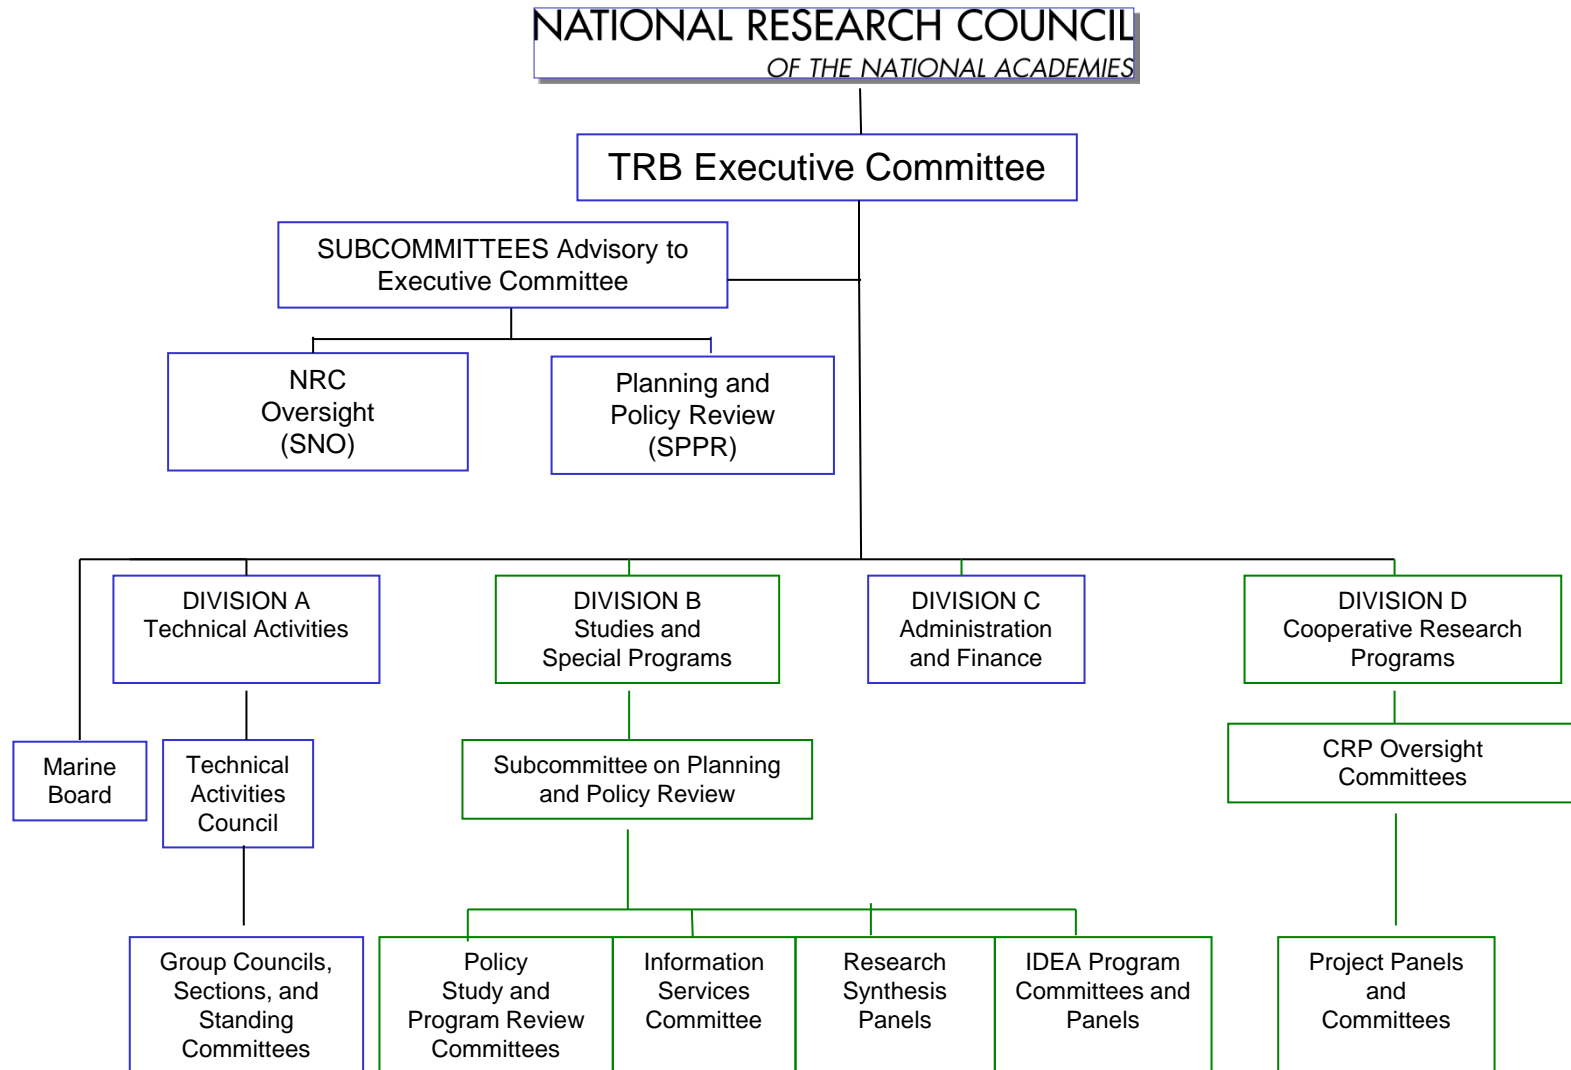 NATIONAL RESEARCH COUNCIL
OF THE NATIONAL ACADEMIES
TRB Executive Committee
SUBCOMMITTEES Advisory to
Executive Committee
NRC
Oversight
(SNO)
Planning and
Policy Review
(SPPR)
DIVISION A
Technical Activities
DIVISION B
Studies and
Special Programs
DIVISION C
Administration
and Finance
DIVISION D
Cooperative Research
Programs
Marine
Board
Technical
Activities
Council
Subcommittee on Planning
and Policy Review
CRP Oversight
Committees
Group Councils,
Sections, and
Standing
Committees
Policy
Study and
Program Review
Committees
Information
Services
Committee
Research
Synthesis
Panels
IDEA Program
Committees and
Panels
Project Panels
and
Committees